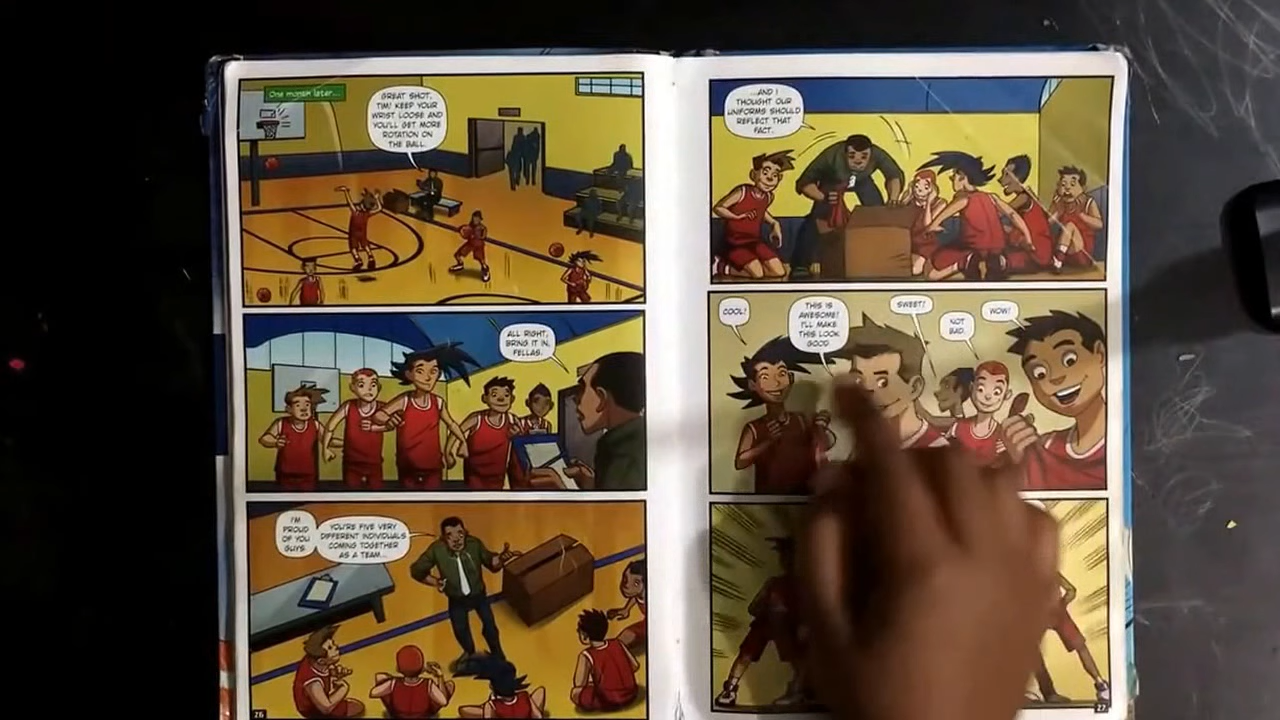 One month later...
GREAT SHOT,
TIM! KEEP YOUR
WRIST LOOSE AND
YOU'LL GET MORE
ROTATION ON
THE BALL.
ALL RIGHT,
BRING IT IN,
FELLAS.
I'M
PROUD
OF YOU
GUYS.
YOU'RE FIVE VERY
DIFFERENT INDIVIDUALS
COMING TOGETHER
AS A TEAM...
26
...AND I
THOUGHT OUR
UNIFORMS SHOULD
REFLECT THAT
FACT.
COOL!
THIS IS
AWESOME!
I'LL MAKE
THIS LOOK
GOOD.
SWEET!
NOT
BAD.
WOW!
27